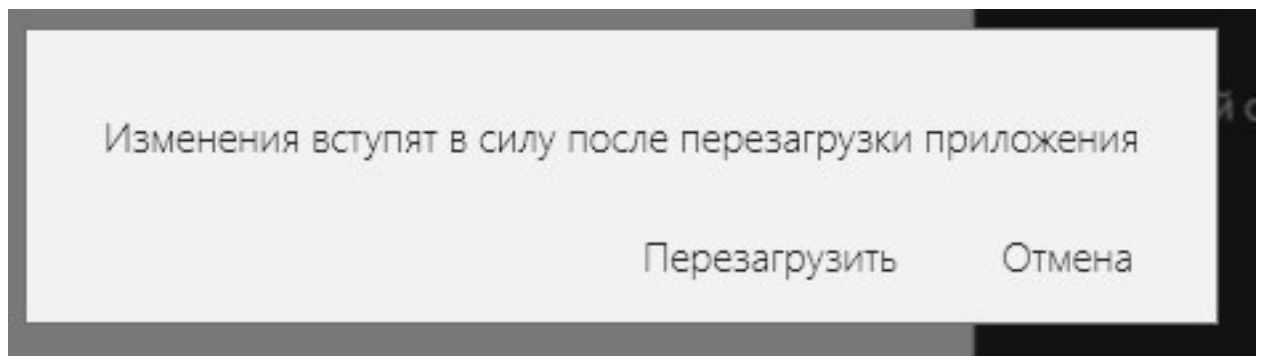 Изменения вступят в силу после перезагрузки приложения
Перезагрузить Отмена